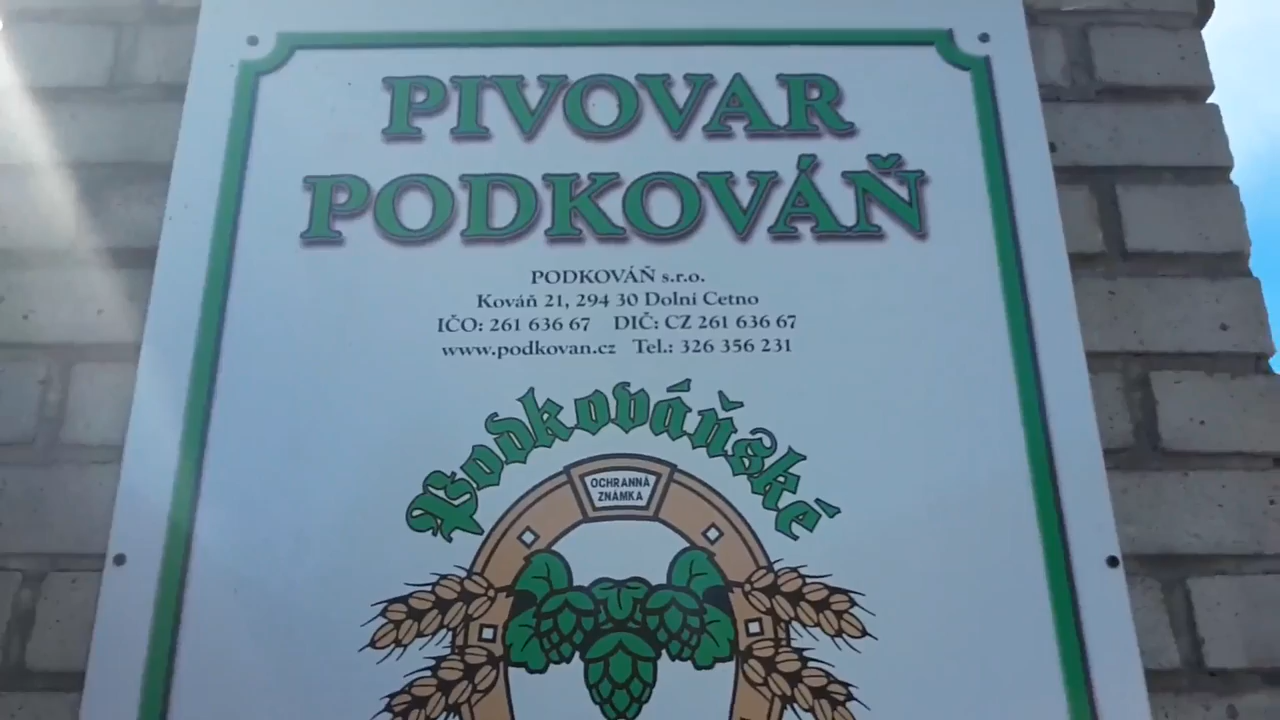 PIVOVAR
PODKOVÁŇ
PODKOVÁŇ s.r.o.
Kováň 21, 294 30 Dolní Cetno
IČO: 261 636 67 DIČ: CZ 261 636 67
www.podkovan.cz Tel.: 326 356 231
Podkováňské
OCHRANNÁ
ZNÁMKA